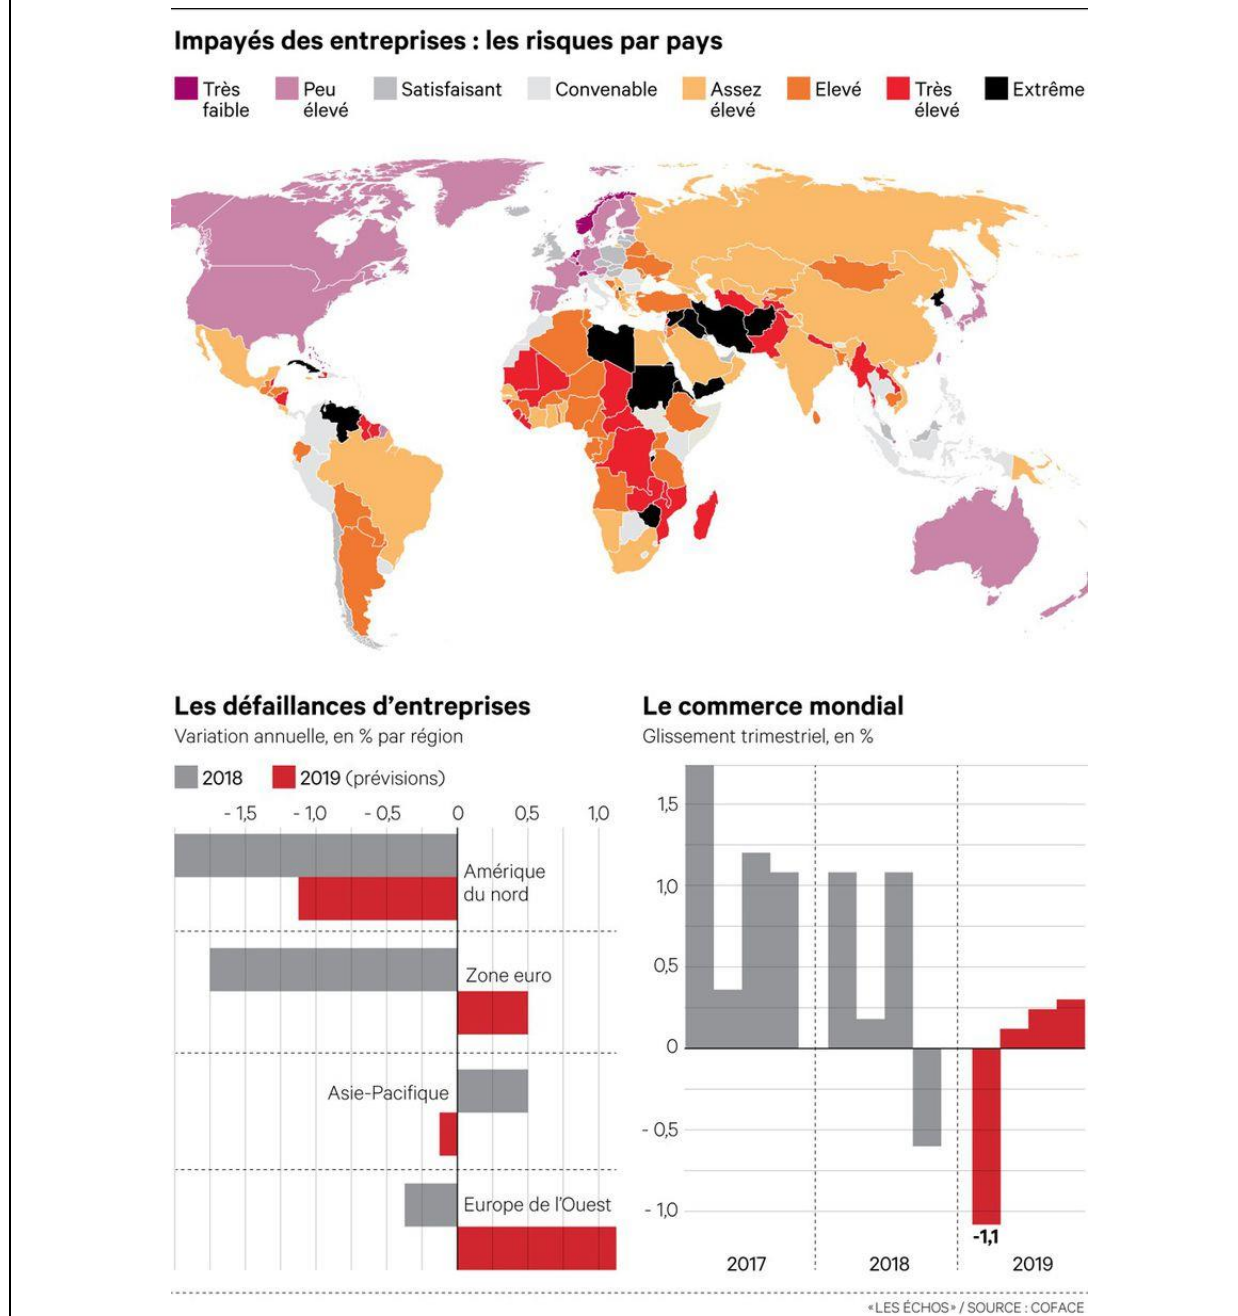 Impayés des entreprises : les risques par pays
Très faible
Peu élevé
Satisfaisant
Convenable
Assez élevé
Elevé
Très élevé
Extrême
Les défaillances d’entreprises
Variation annuelle, en % par région
2018
2019 (prévisions)
- 1,5 - 1,0 - 0,5 0 0,5 1,0
Amérique
du nord
Zone euro
Asie-Pacifique
Europe de l’Ouest
Le commerce mondial
Glissement trimestriel, en %
1,5
1,0
0,5
0
- 0,5
- 1,0
-1,1
2017 2018 2019
«LES ÉCHOS» / SOURCE : COFACE